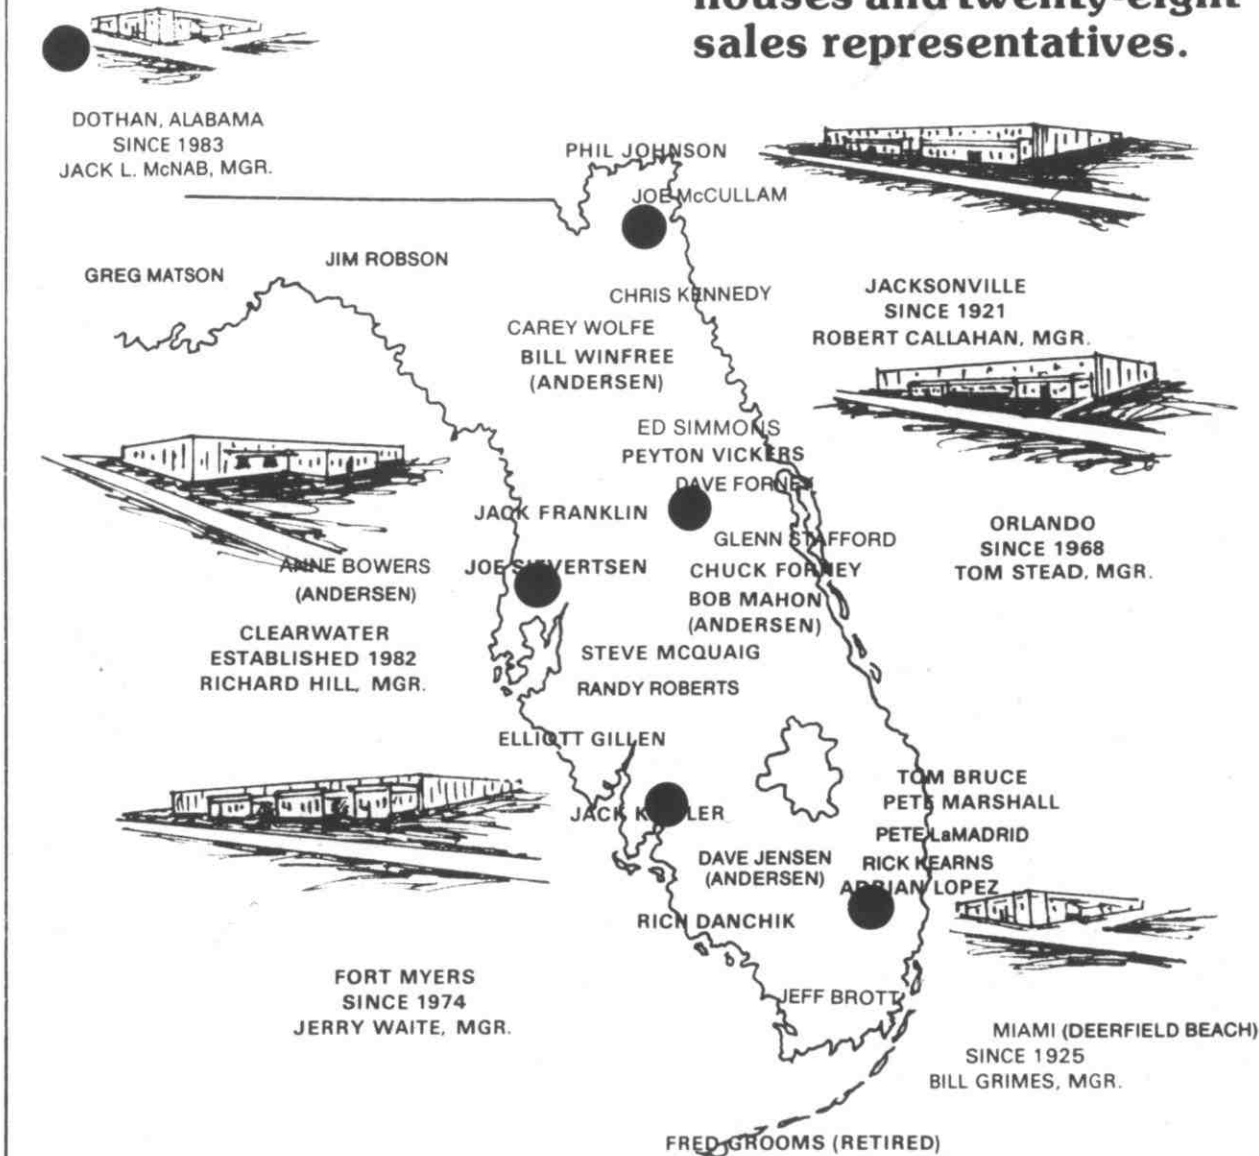 houses and twenty-eight
sales representatives.
DOTHAN, ALABAMA
SINCE 1983
JACK L. McNAB, MGR.
PHIL JOHNSON
JOE McCULLAM
GREG MATSON
JIM ROBSON
CHRIS KENNEDY
CAREY WOLFE
BILL WINFREE
(ANDERSEN)
JACKSONVILLE
SINCE 1921
ROBERT CALLAHAN, MGR.
ED SIMMONS
PEYTON VICKERS
DAVE FORNEY
JACK FRANKLIN
GLENN STAFFORD
ORLANDO
SINCE 1968
TOM STEAD, MGR.
ANNE BOWERS
(ANDERSEN)
JOE SIEVERTSEN
CHUCK FORNEY
BOB MAHON
(ANDERSEN)
CLEARWATER
ESTABLISHED 1982
RICHARD HILL, MGR.
STEVE MCQUAIG
RANDY ROBERTS
ELLIOTT GILLEN
TOM BRUCE
PETE MARSHALL
JACK
PETE LaMADRID
DAVE JENSEN
(ANDERSEN)
RICK KEARNS
ADRIAN LOPEZ
RICH DANCHIK
FORT MYERS
SINCE 1974
JERRY WAITE, MGR.
JEFF BROTT
MIAMI (DEERFIELD BEACH)
SINCE 1925
BILL GRIMES, MGR.
FRED GROOMS (RETIRED)